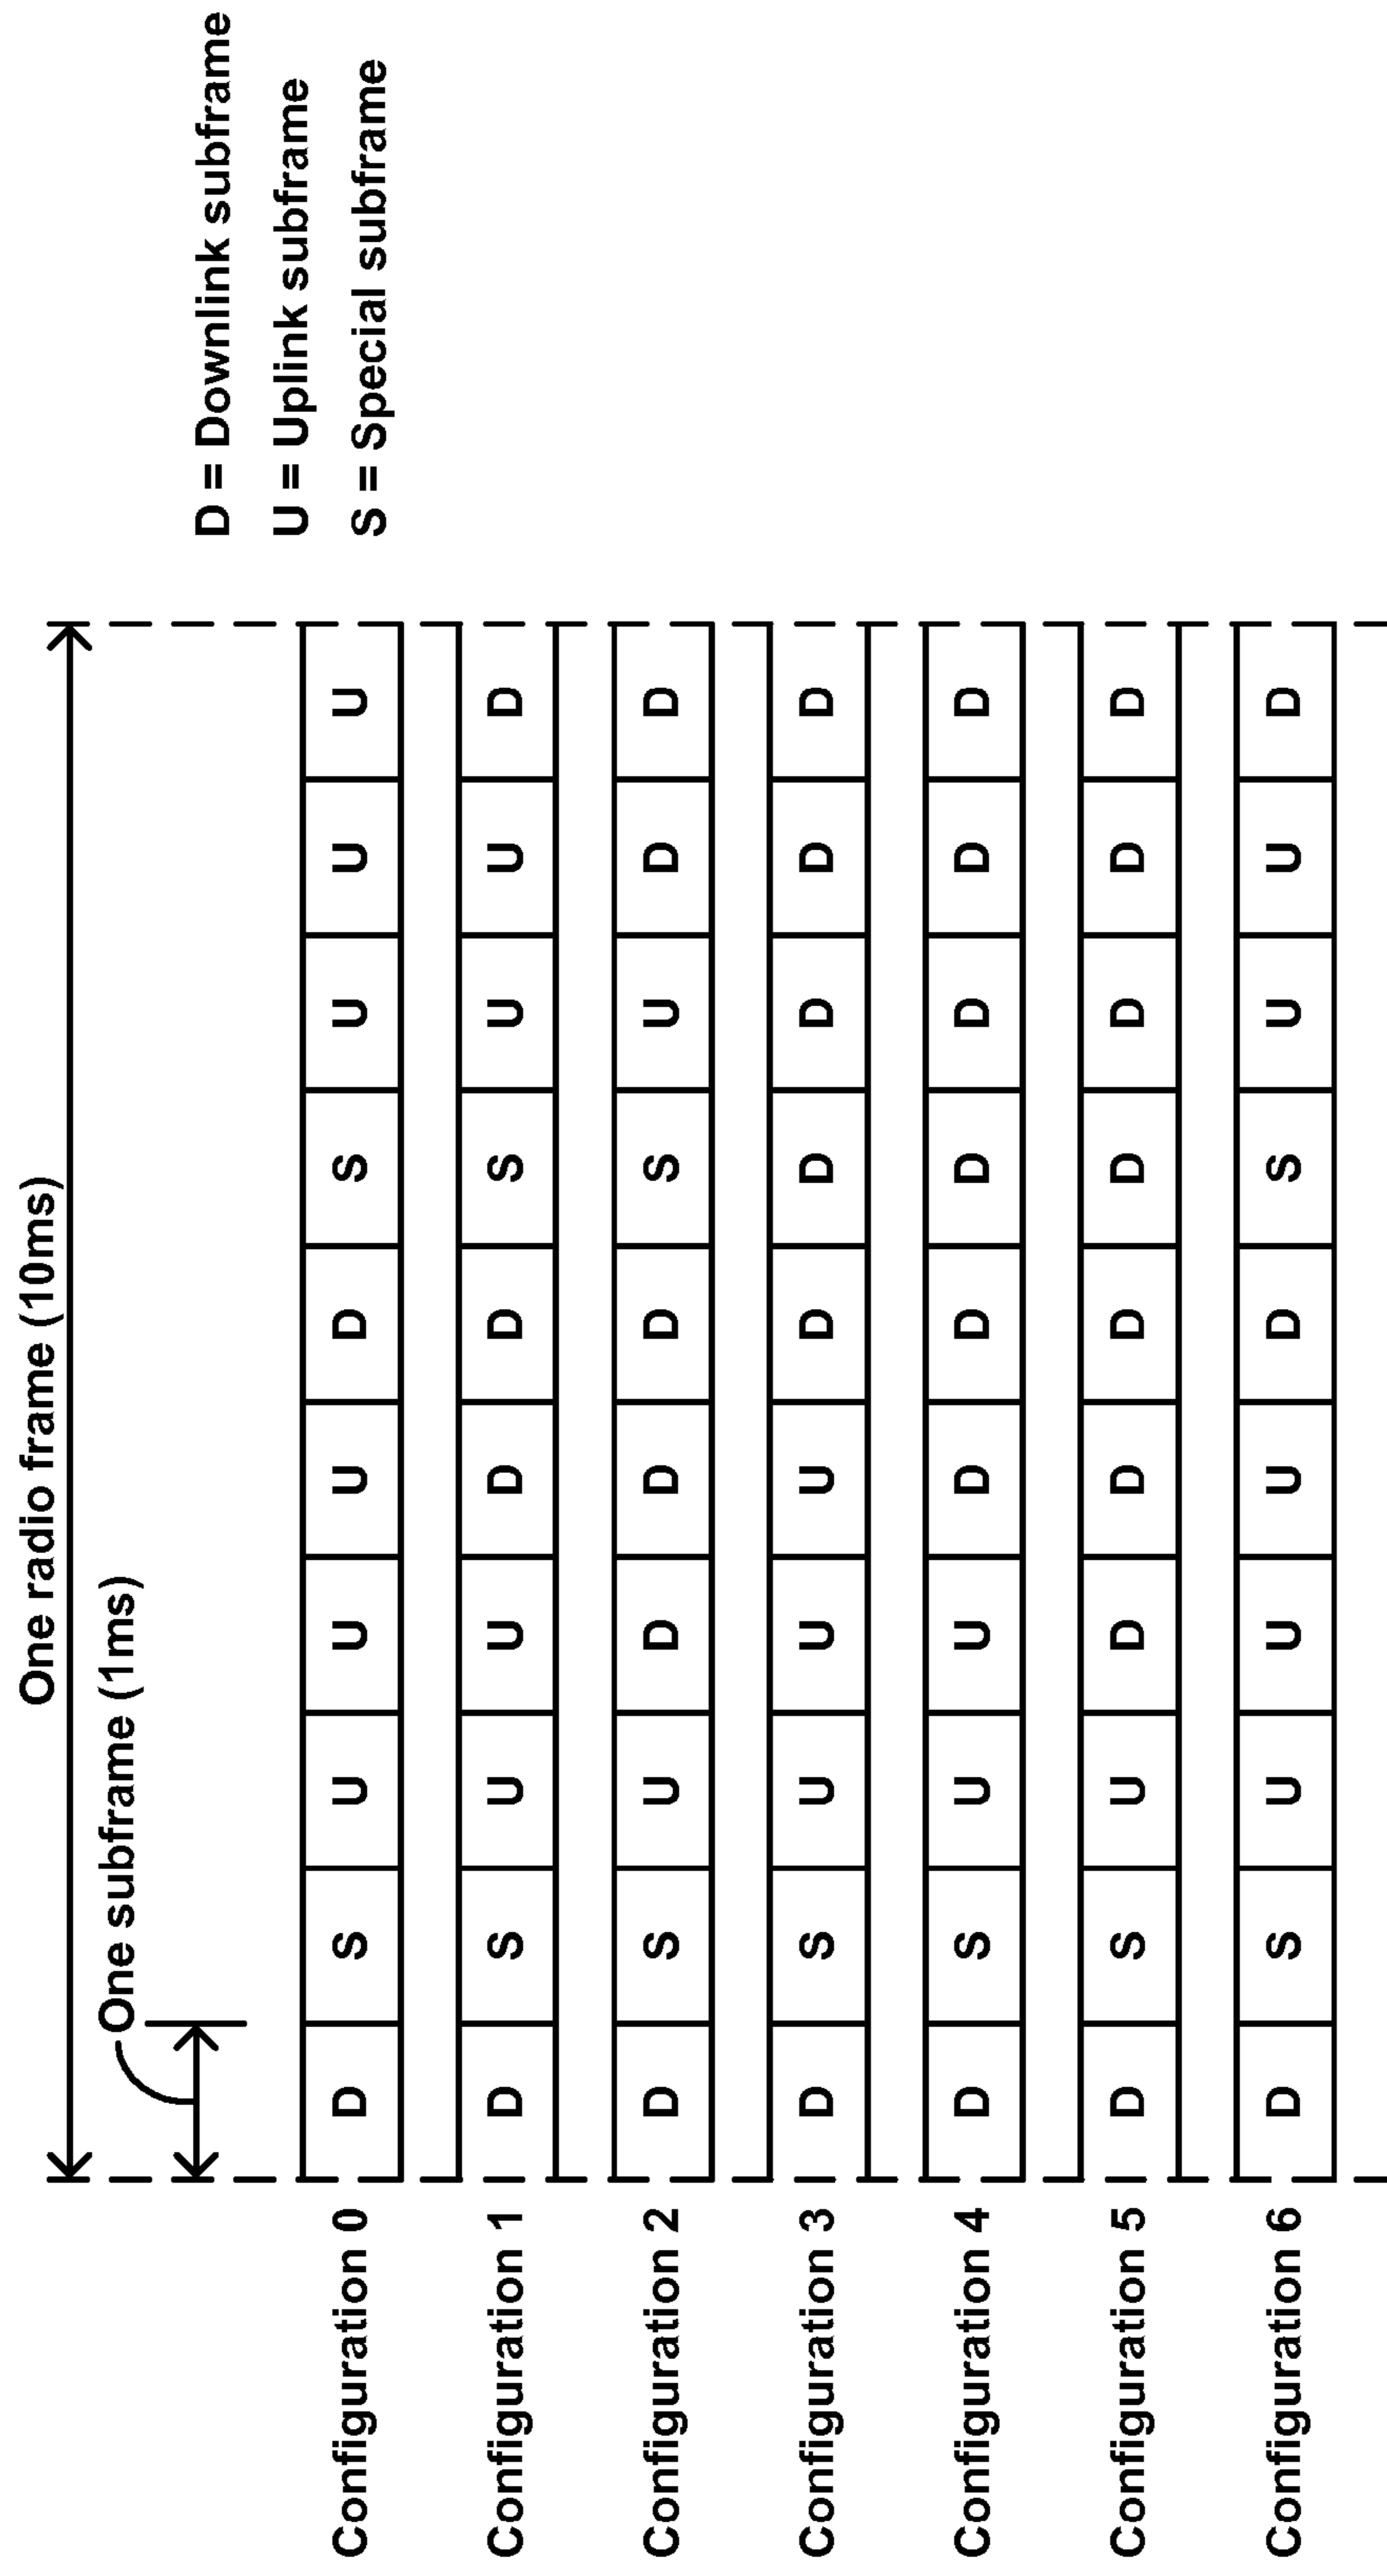 One radio frame (10ms)
One subframe (1ms)
D = Downlink subframe
U = Uplink subframe
S = Special subframe
Configuration 0 D S U U U D S U U U
Configuration 1 D S U U D D S U U D
Configuration 2 D S U D D D S U D D
Configuration 3 D S U U U D D D D D
Configuration 4 D S U U D D D D D D
Configuration 5 D S U D D D D D D D
Configuration 6 D S U U U D S U U D